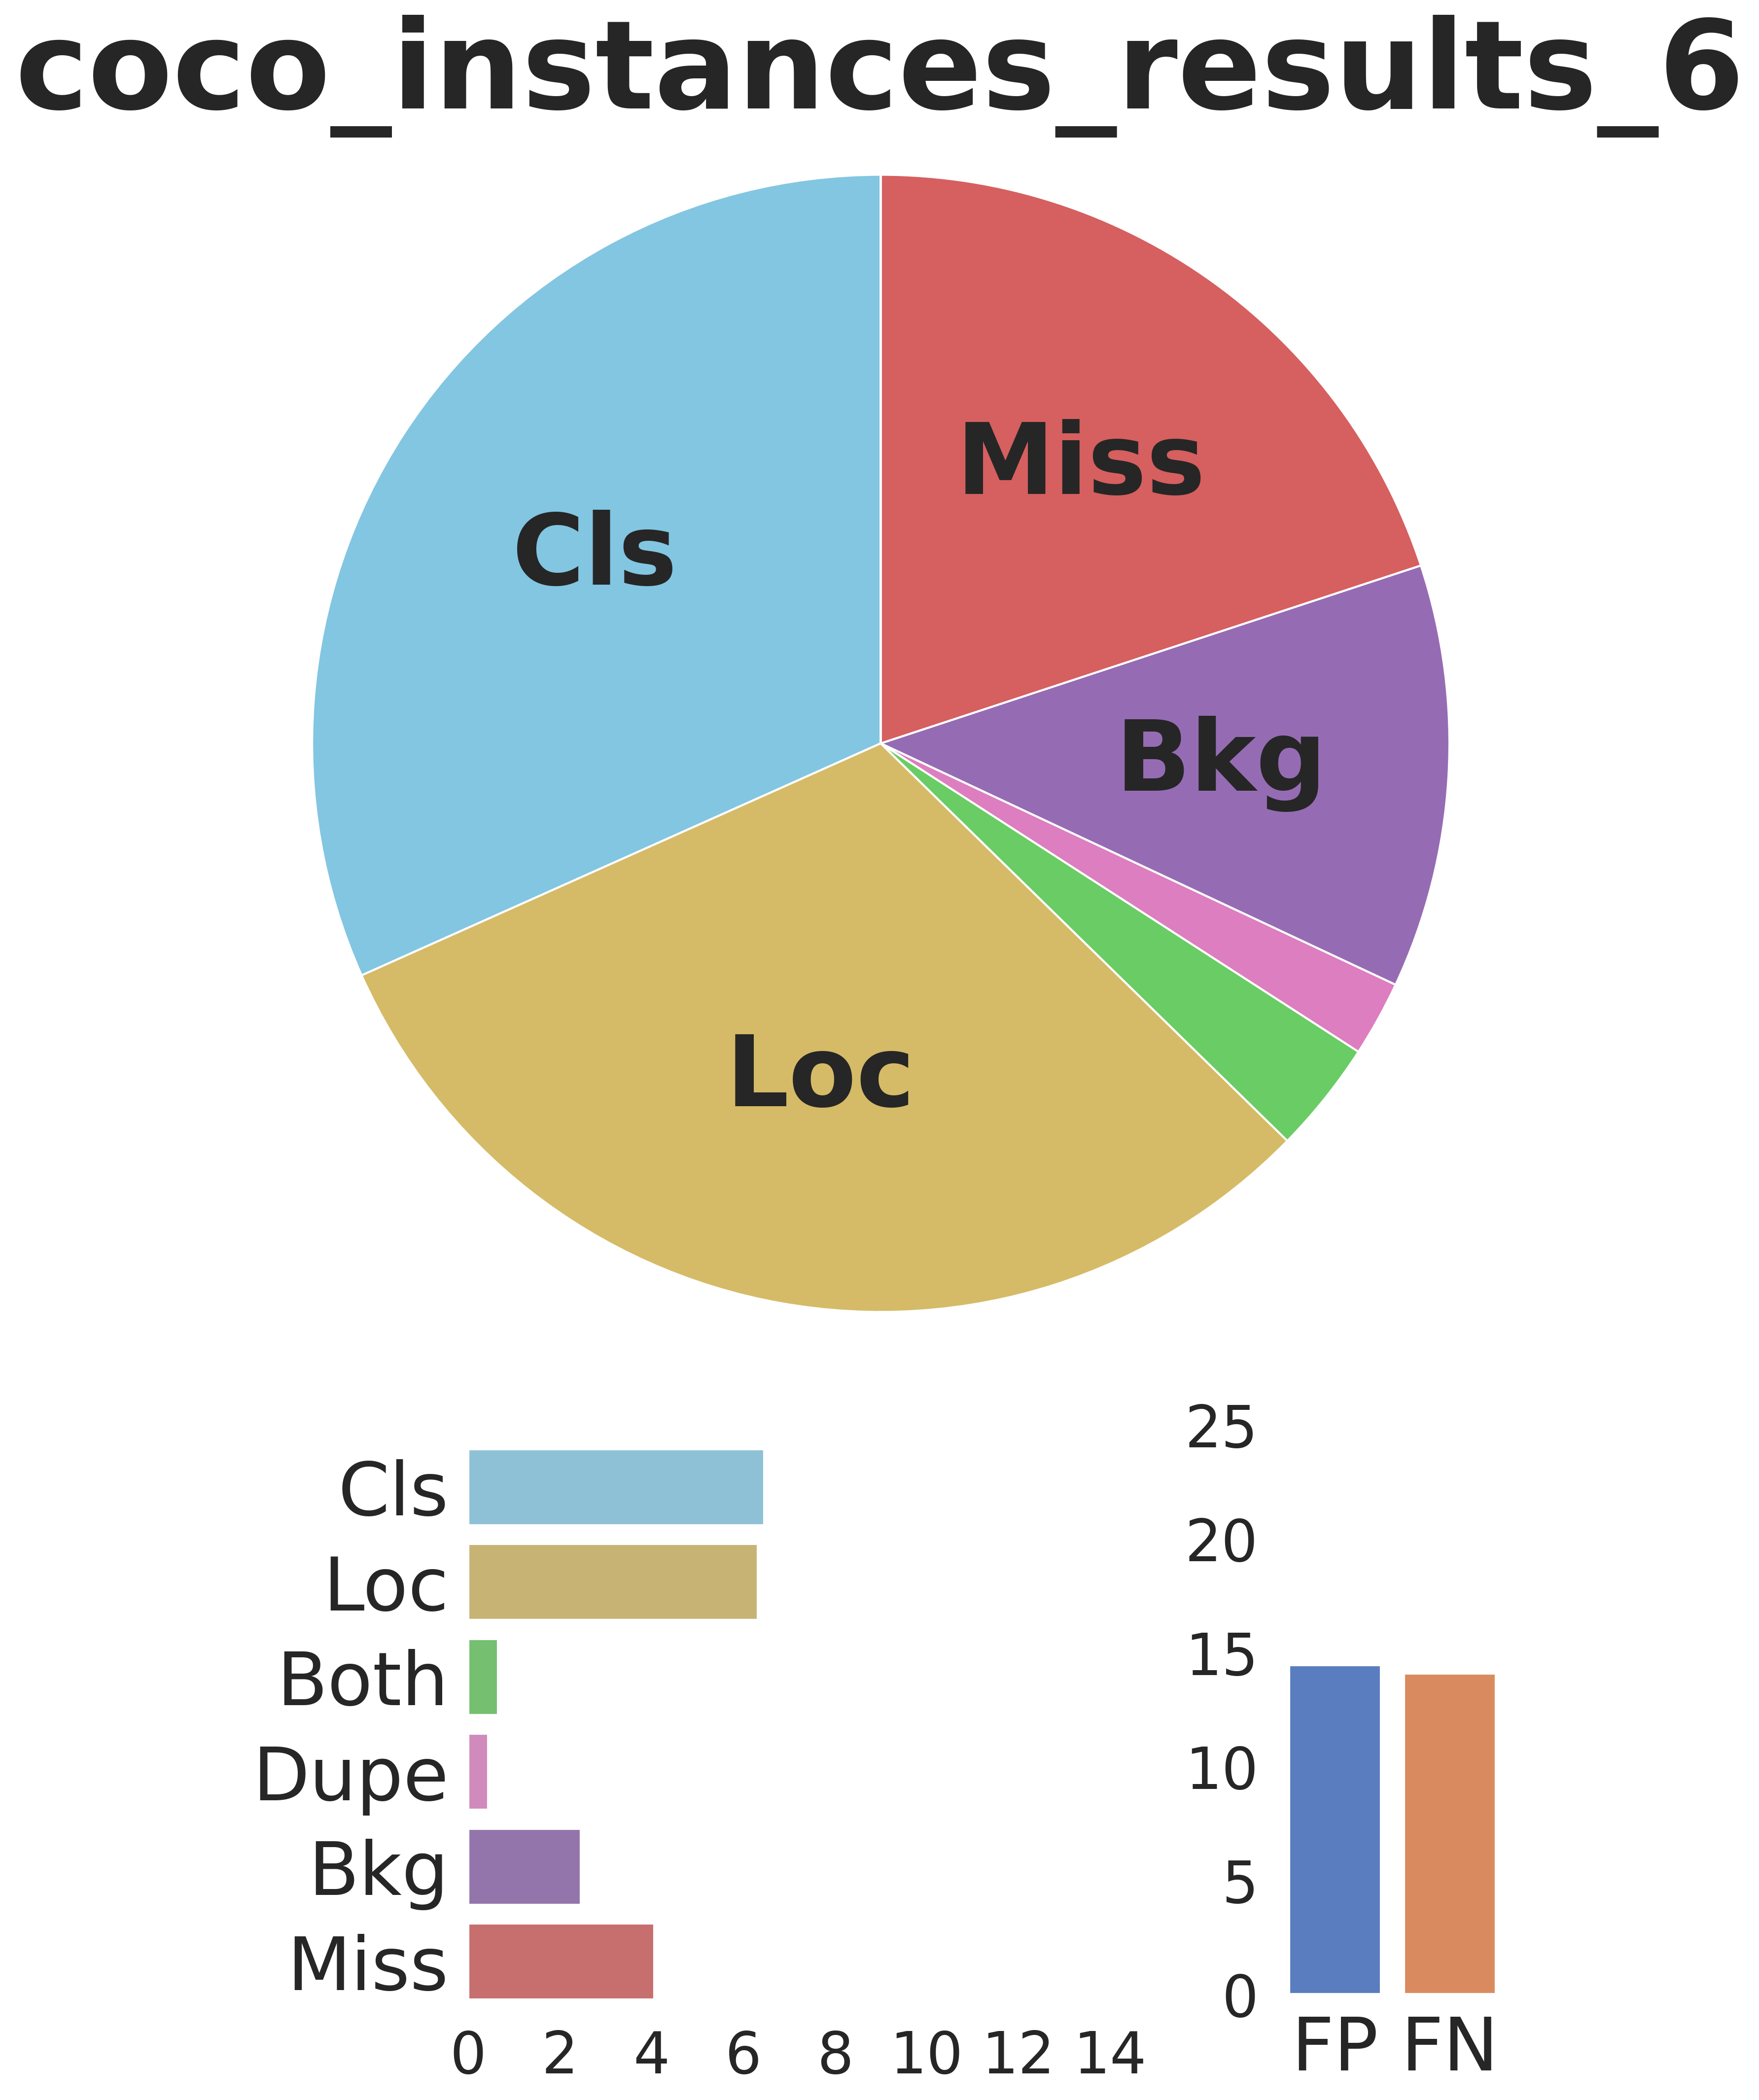 coco_instances_results_6
Miss
Cls
Bkg
Loc
Cls
Loc
Both
Dupe
Bkg
Miss
0 2 4 6 8 10 12 14
25
20
15
10
5
0
FP FN